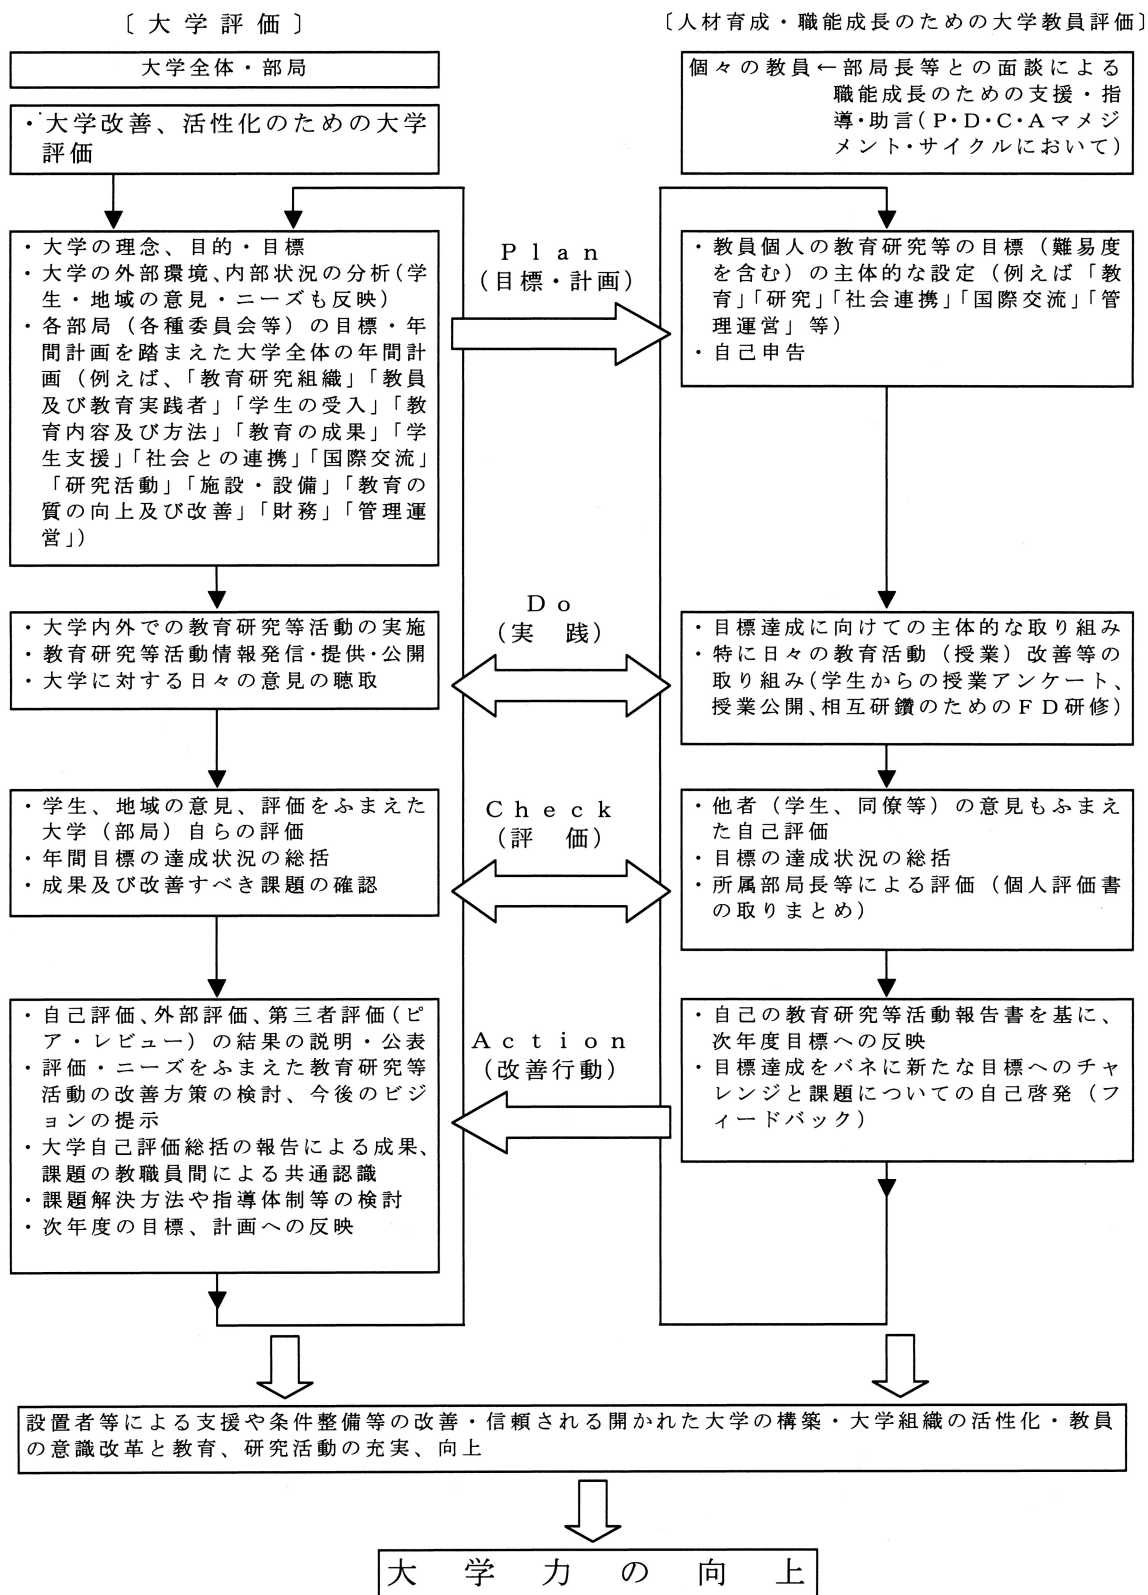 〔大学評価〕
大学全体・部局
・大学改善、活性化のための大学
評価
・大学の理念、目的・目標
・大学の外部環境、内部状況の分析(学
生・地域の意見・ニーズも反映)
・各部局(各種委員会等)の目標・年
間計画を踏まえた大学全体の年間計
画(例えば、「教育研究組織」「教員
及び教育実践者」「学生の受入」「教
育内容及び方法」「教育の成果」「学
生支援」「社会との連携」「国際交流」
「研究活動」「施設・設備」「教育の
質の向上及び改善」「財務」「管理運
営」)
・大学内外での教育研究等活動の実施
・教育研究等活動情報発信・提供・公開
・大学に対する日々の意見の聴取
・学生、地域の意見、評価をふまえた
大学(部局)自らの評価
・年間目標の達成状況の総括
・成果及び改善すべき課題の確認
・自己評価、外部評価、第三者評価(ピ
ア・レビュー)の結果の説明・公表
・評価・ニーズをふまえた教育研究等
活動の改善方策の検討、今後のビジ
ョンの提示
・大学自己評価総括の報告による成果、
課題の教職員間による共通認識
・課題解決方法や指導体制等の検討
・次年度の目標、計画への反映
Plan
(目標・計画)
Do
(実践)
Check
(評価)
Action
(改善行動)
〔人材育成・職能成長のための大学教員評価〕
個々の教員←部局長等との面談による
職能成長のための支援・指
導・助言(P・D・C・Aマメジ
メント・サイクルにおいて)
・教員個人の教育研究等の目標(難易度
を含む)の主体的な設定(例えば「教
育」「研究」「社会連携」「国際交流」「管
理運営」等)
・自己申告
・目標達成に向けての主体的な取り組み
・特に日々の教育活動(授業)改善等の
取り組み(学生からの授業アンケート、
授業公開、相互研鑽のためのFD研修)
・他者(学生、同僚等)の意見もふまえ
た自己評価
・目標の達成状況の総括
・所属部局長等による評価(個人評価書
の取りまとめ)
・自己の教育研究等活動報告書を基に、
次年度目標への反映
・目標達成をバネに新たな目標へのチャ
レンジと課題についての自己啓発(フ
ィードバック)
設置者等による支援や条件整備等の改善・信頼される開かれた大学の構築・大学組織の活性化・教員
の意識改革と教育、研究活動の充実、向上
大学力の向上